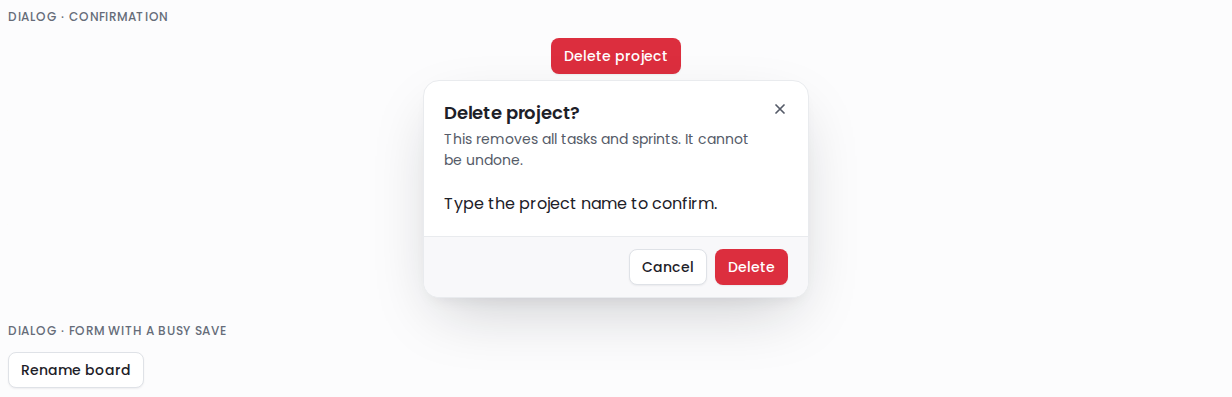 DIALOG · CONFIRMATION
Delete project
Delete project?
This removes all tasks and sprints. It cannot
be undone.
Type the project name to confirm.
Cancel
Delete
DIALOG · FORM WITH A BUSY SAVE
Rename board